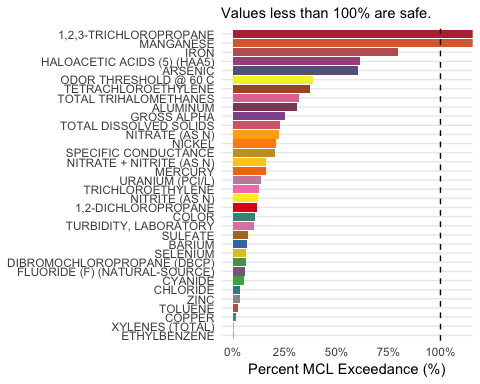 Values less than 100% are safe.
1,2,3-TRICHLOROPROPANE
MANGANESE
IRON
HALOACETIC ACIDS (5) (HAA5)
ARSENIC
ODOR THRESHOLD @ 60 C
TETRACHLOROETHYLENE
TOTAL TRIHALOMETHANES
ALUMINUM
GROSS ALPHA
TOTAL DISSOLVED SOLIDS
NITRATE (AS N)
NICKEL
SPECIFIC CONDUCTANCE
NITRATE + NITRITE (AS N)
MERCURY
URANIUM (PCI/L)
TRICHLOROETHYLENE
NITRITE (AS N)
1,2-DICHLOROPROPANE
COLOR
TURBIDITY, LABORATORY
SULFATE
BARIUM
SELENIUM
DIBROMOCHLOROPROPANE (DBCP)
FLUORIDE (F) (NATURAL-SOURCE)
CYANIDE
CHLORIDE
ZINC
TOLUENE
COPPER
XYLENES (TOTAL)
ETHYLBENZENE
0% 25% 50% 75% 100%
Percent MCL Exceedance (%)